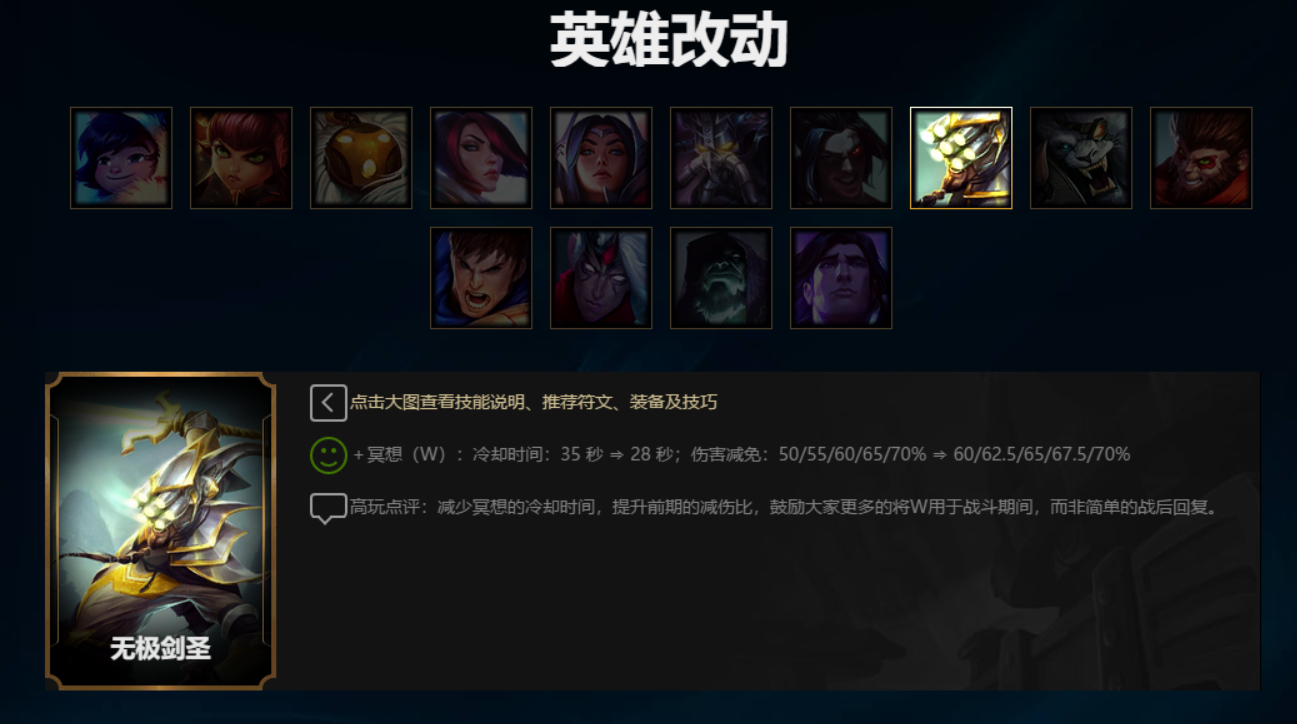 英雄改动
点击大图查看技能说明、推荐符文、装备及技巧
+ 冥想（W）：冷却时间：35 秒 ⇒ 28 秒；伤害减免：50/55/60/65/70% ⇒ 60/62.5/65/67.5/70%
高玩点评：减少冥想的冷却时间，提升前期的减伤比，鼓励大家更多的将W用于战斗期间，而非简单的战后回复。
无极剑圣